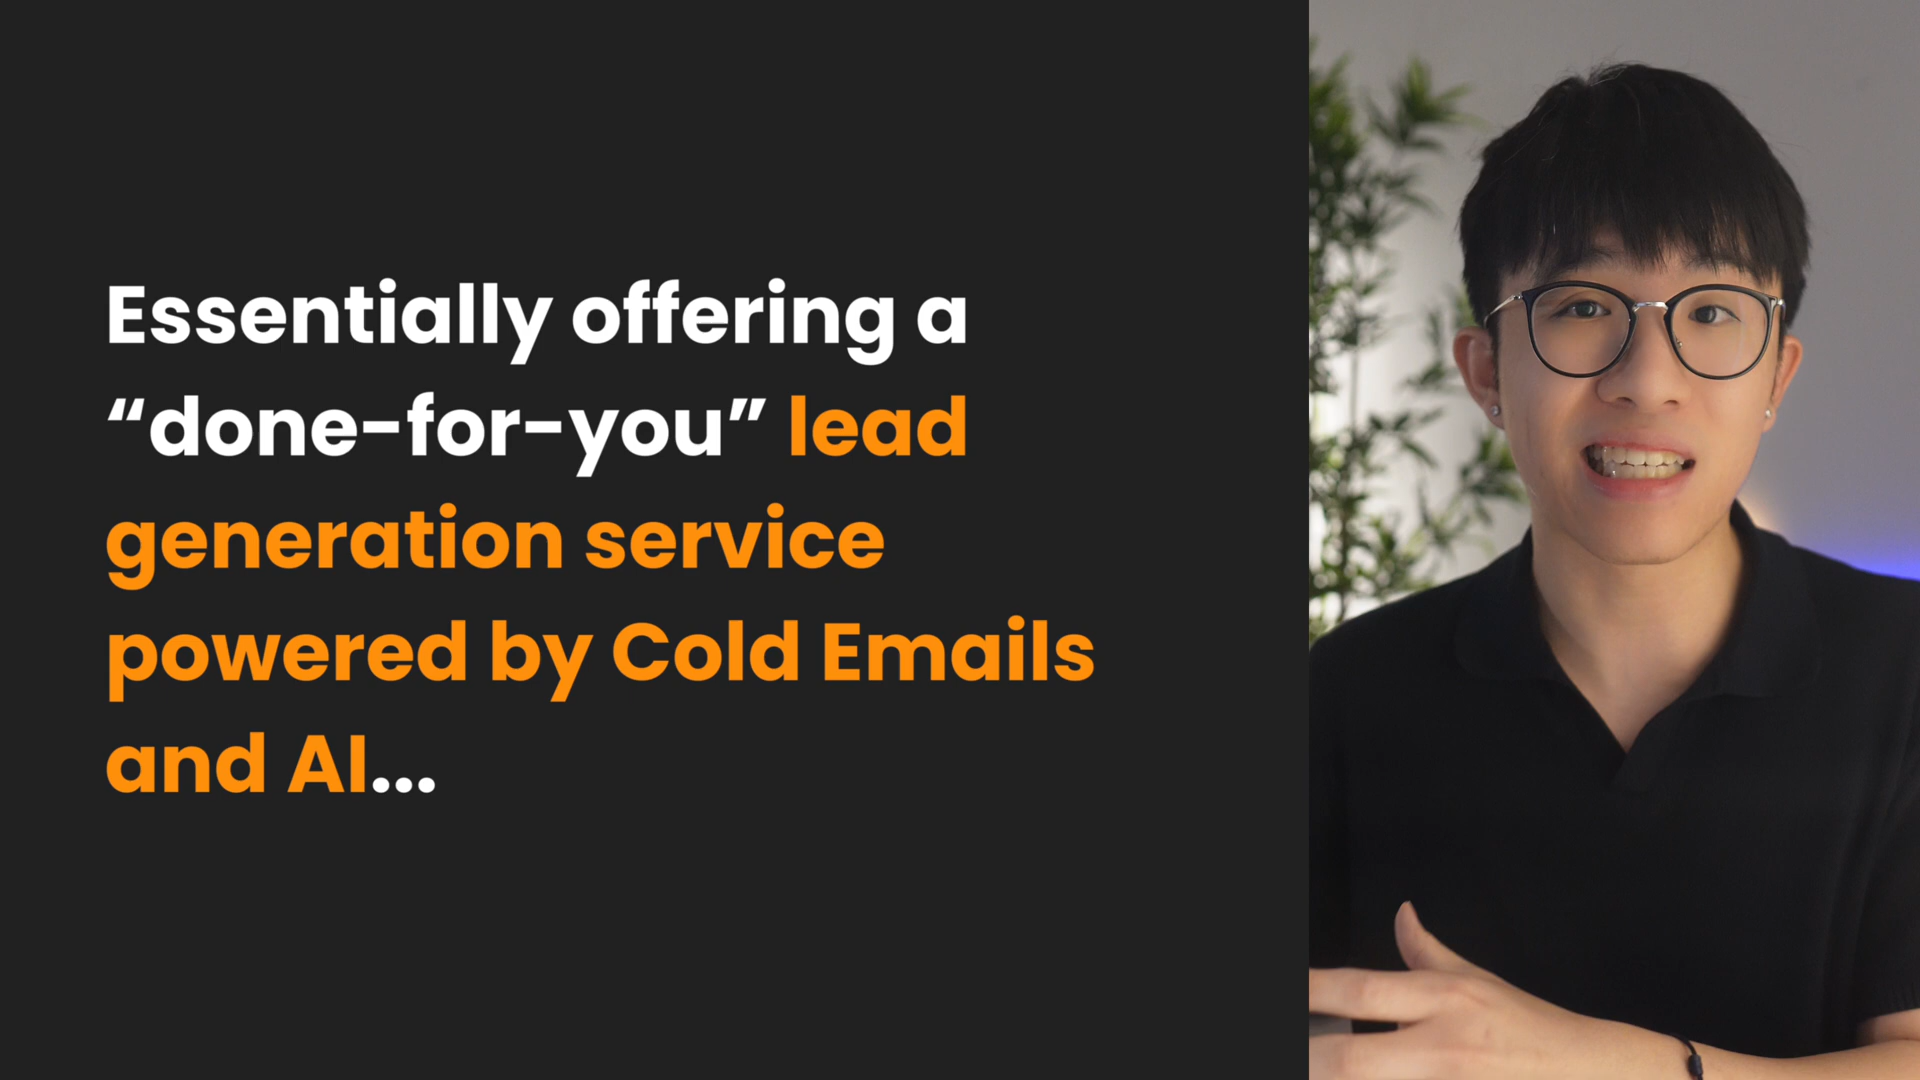 Essentially offering a
“done-for-you” lead
generation service
powered by Cold Emails
and AI...